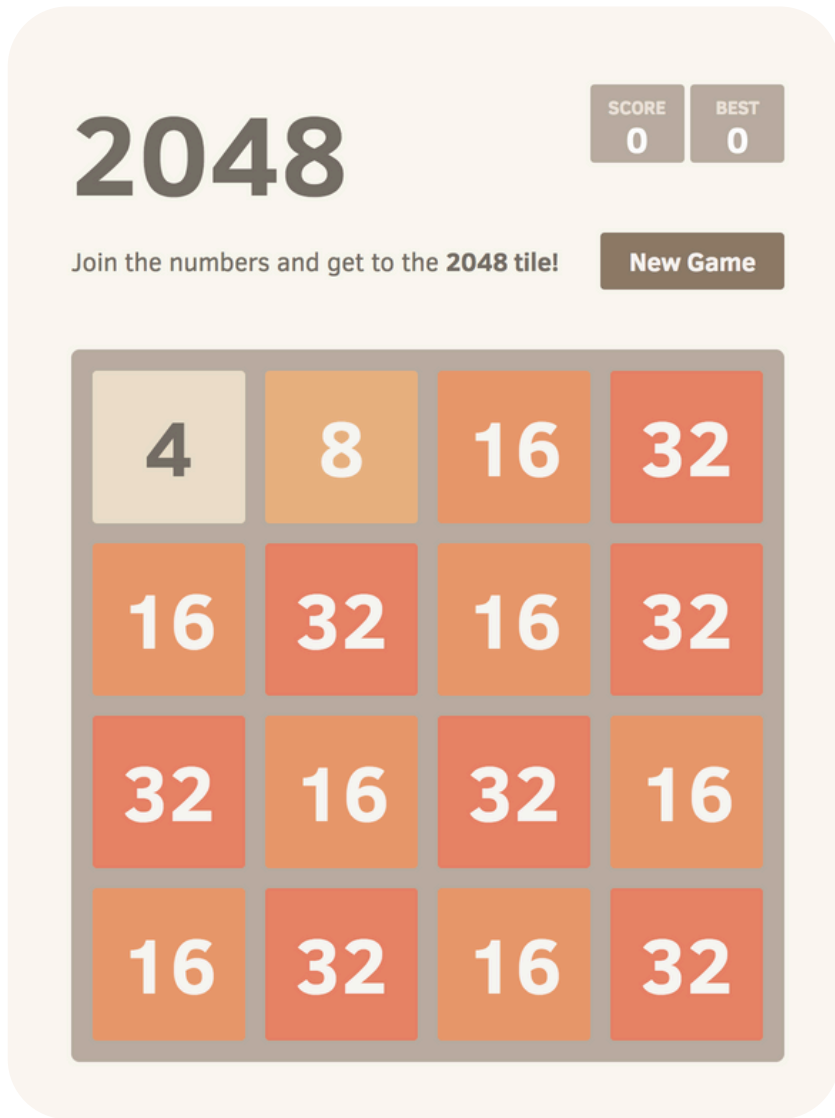 2048
SCORE BEST
0 0
Join the numbers and get to the 2048 tile!
New Game
4 8 16 32
16 32 16 32
32 16 32 16
16 32 16 32